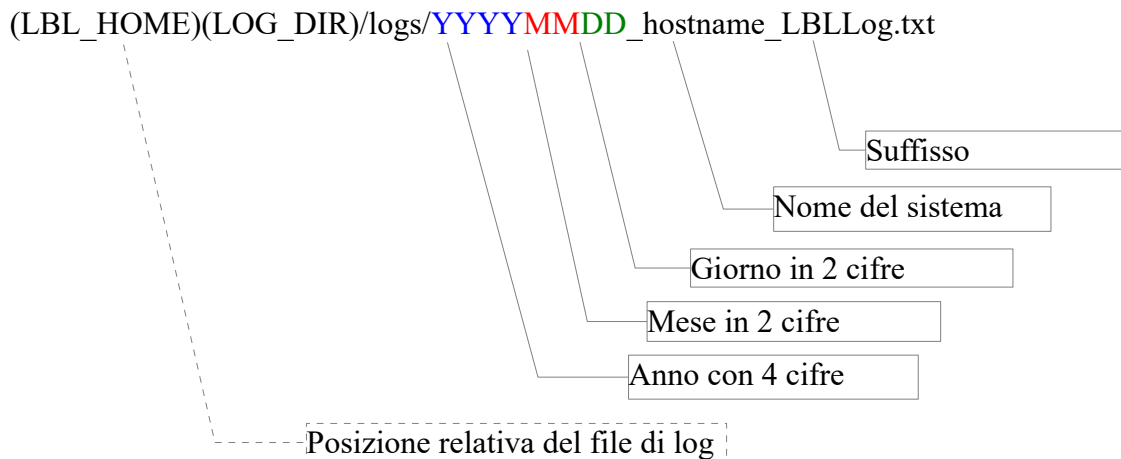 (LBL_HOME)(LOG_DIR)/logs/YYYYMMDD_hostname_LBLLog.txt
Suffisso
Nome del sistema
Giorno in 2 cifre
Mese in 2 cifre
Anno con 4 cifre
Posizione relativa del file di log